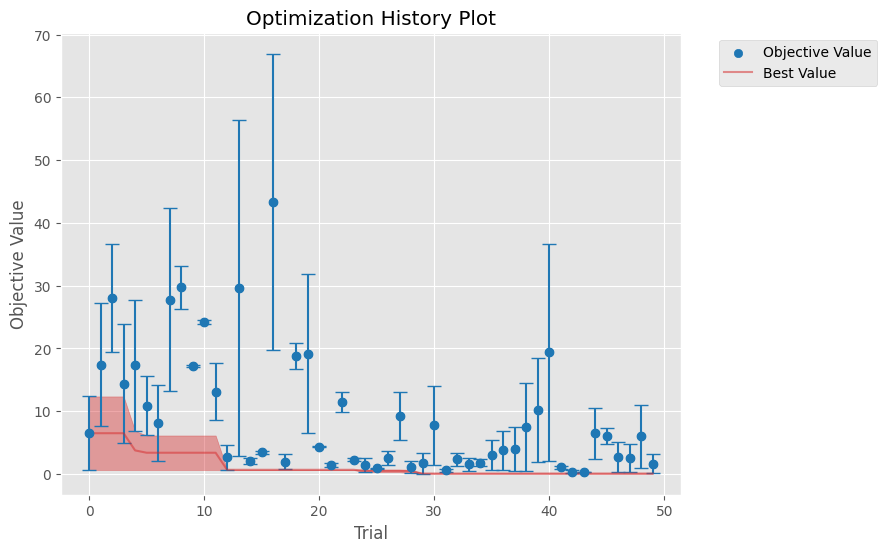 Optimization History Plot
Objective Value
Best Value
Objective Value
70
60
50
40
30
20
10
0
0 10 20 30 40 50
Trial